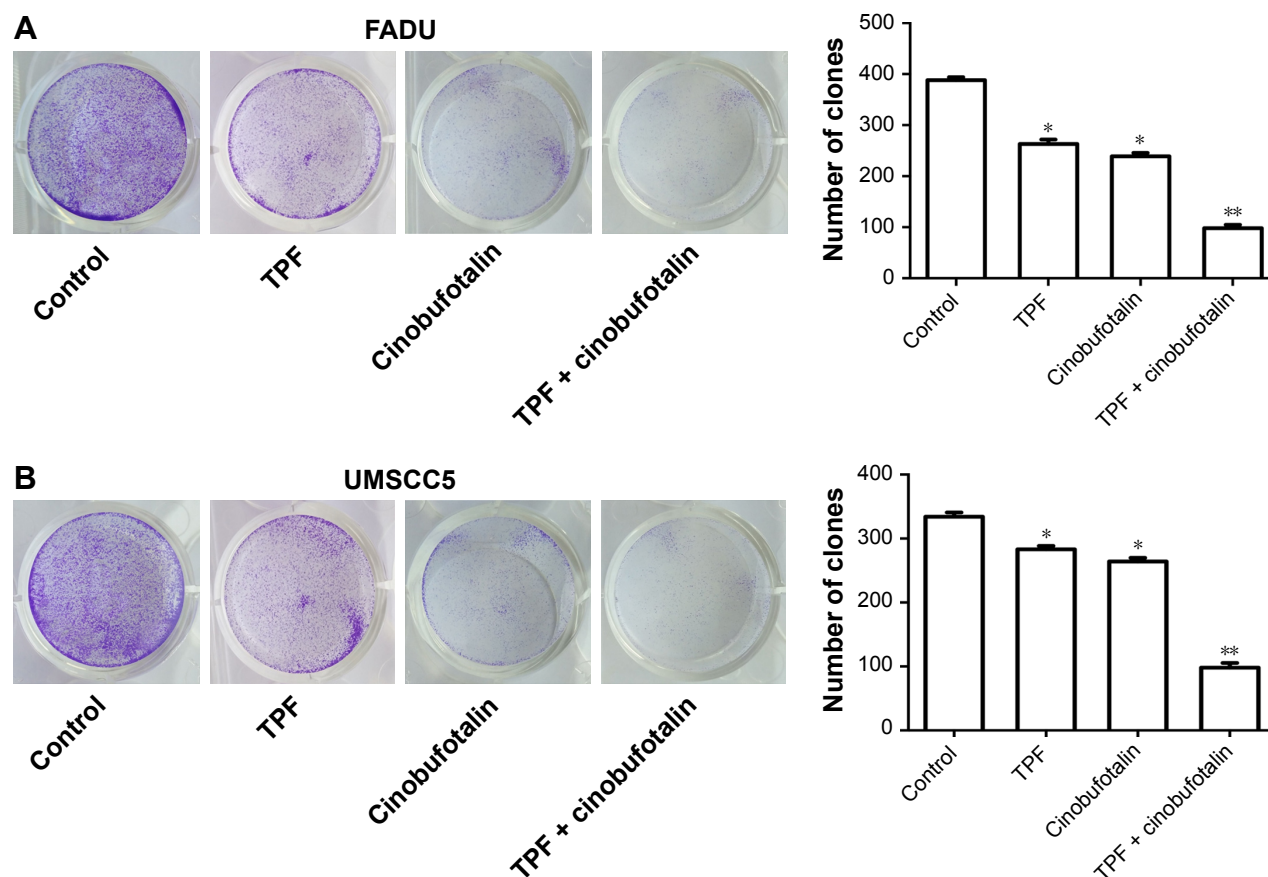 A
FADU
Control
TPF
Cinobufotalin
TPF + cinobufotalin
Number of clones
500
400
300
200
100
0
*
*
**
Control
TPF
Cinobufotalin
TPF + cinobufotalin
B
UMSCC5
Control
TPF
Cinobufotalin
TPF + cinobufotalin
Number of clones
400
300
200
100
0
*
*
**
Control
TPF
Cinobufotalin
TPF + cinobufotalin